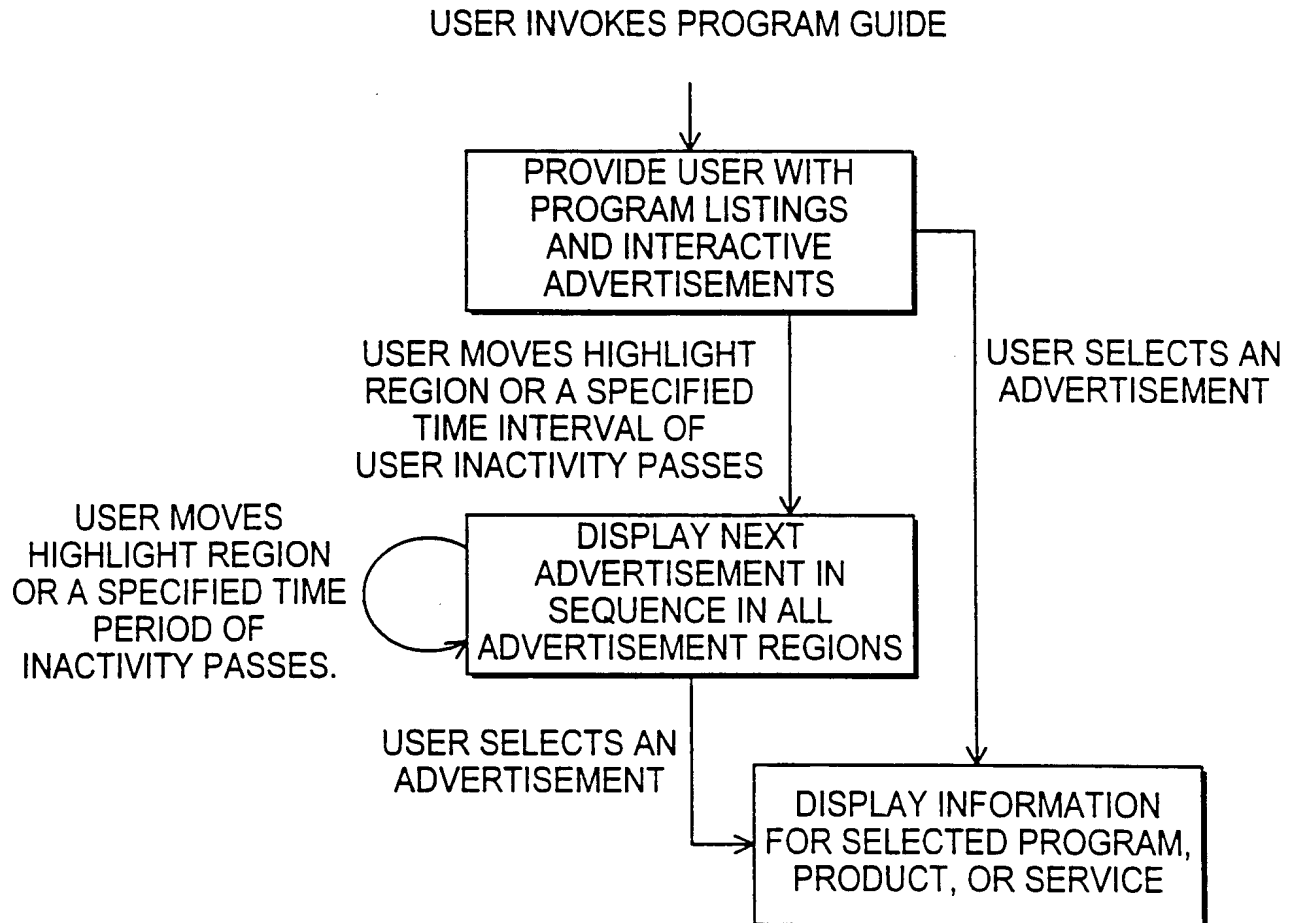 USER INVOKES PROGRAM GUIDE
PROVIDE USER WITH
PROGRAM LISTINGS
AND INTERACTIVE
ADVERTISEMENTS
USER MOVES HIGHLIGHT
REGION OR A SPECIFIED
TIME INTERVAL OF
USER INACTIVITY PASSES
USER SELECTS AN
ADVERTISEMENT
USER MOVES
HIGHLIGHT REGION
OR A SPECIFIED TIME
PERIOD OF
INACTIVITY PASSES.
DISPLAY NEXT
ADVERTISEMENT IN
SEQUENCE IN ALL
ADVERTISEMENT REGIONS
USER SELECTS AN
ADVERTISEMENT
DISPLAY INFORMATION
FOR SELECTED PROGRAM,
PRODUCT, OR SERVICE